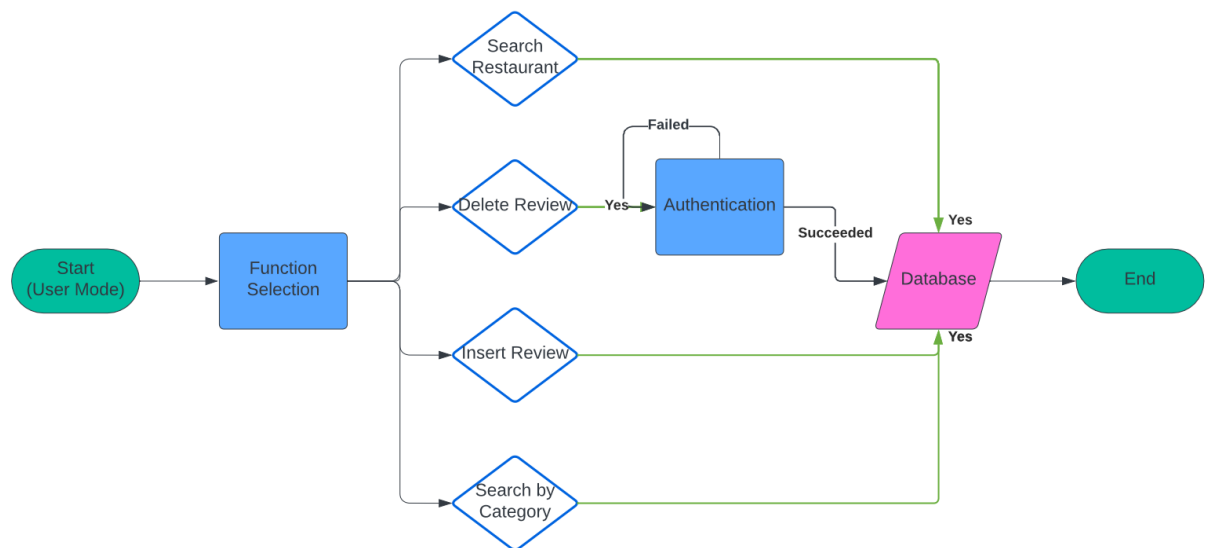 Search
Restaurant
Failed
Delete Review
Yes
Authentication
Yes
Succeeded
Start
(User Mode)
Function
Selection
Database
End
Yes
Insert Review
Search by
Category